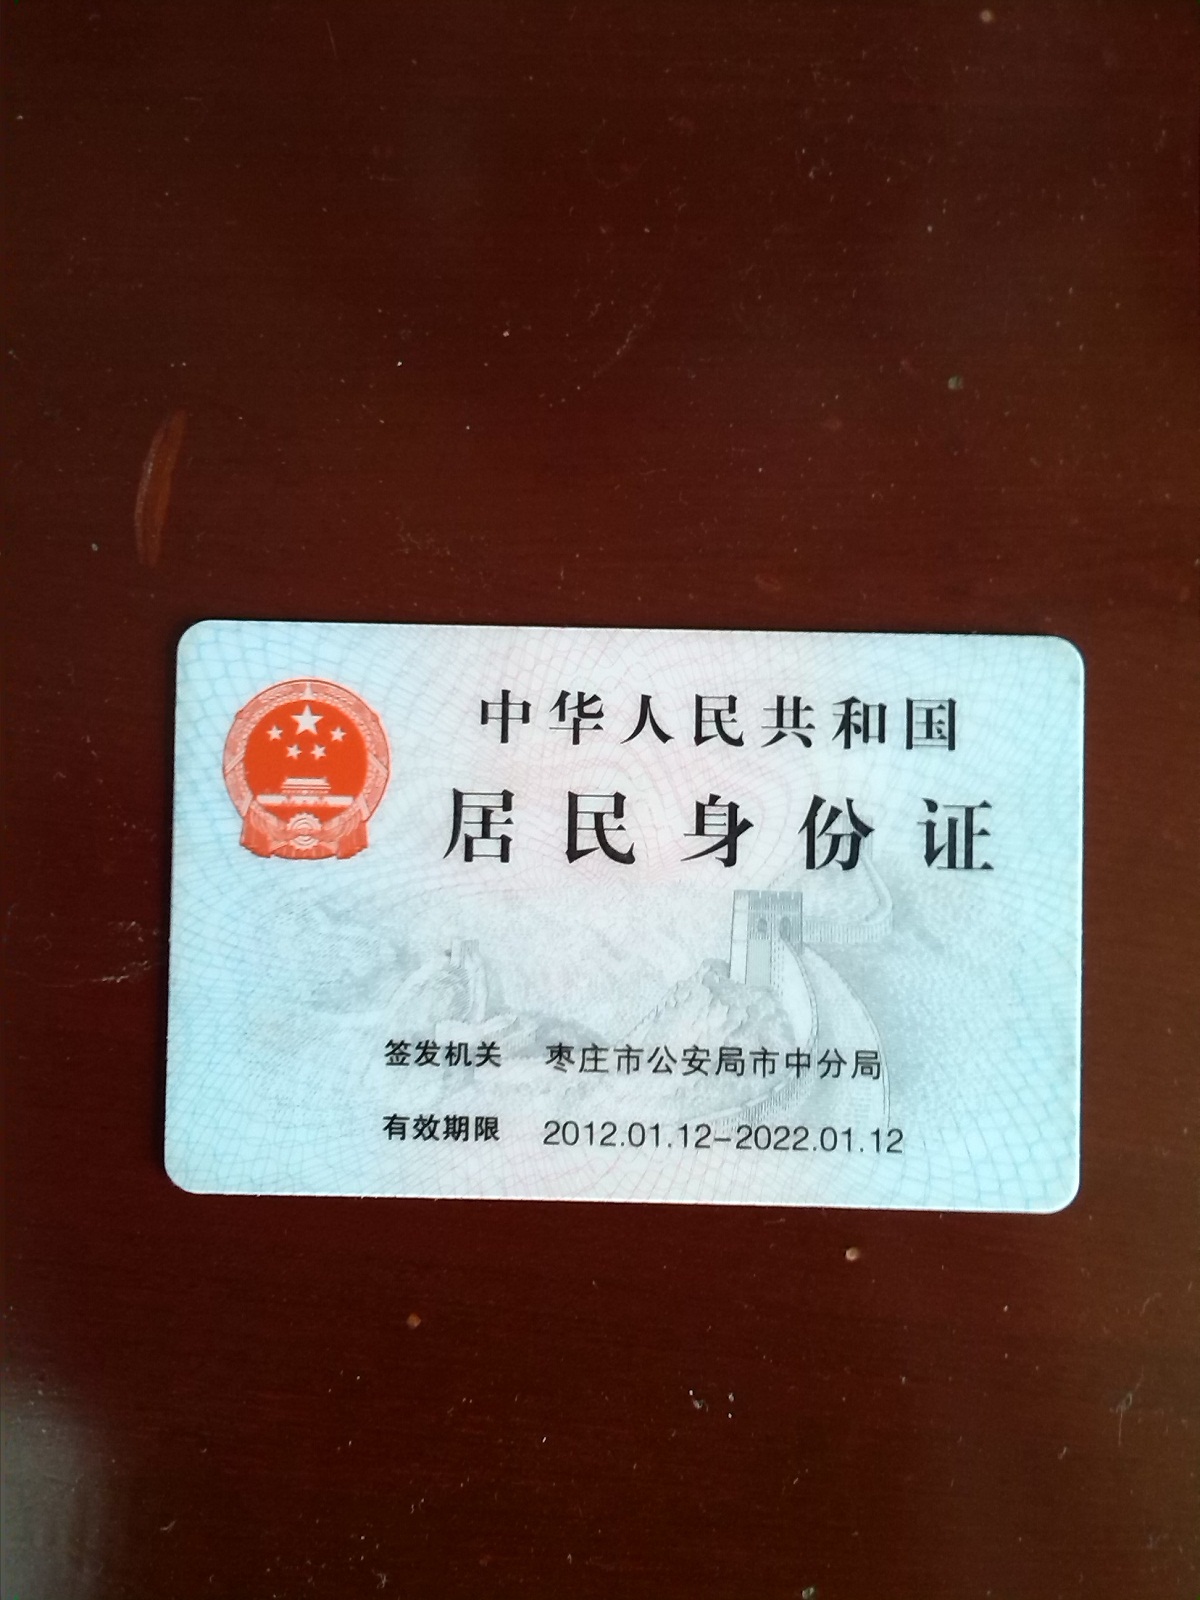 中华人民共和国
居民身份证
签发机关 枣庄市公安局市中分局
有效期限 2012.01.12-2022.01.12